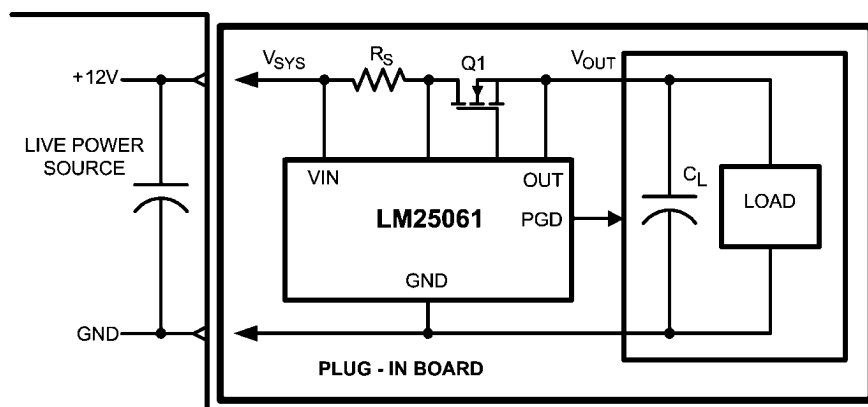 V_SYS
R_S
Q1
V_OUT
+12V
LIVE POWER
SOURCE
VIN
OUT
C_L
LOAD
LM25061
PGD
GND
GND
PLUG - IN BOARD